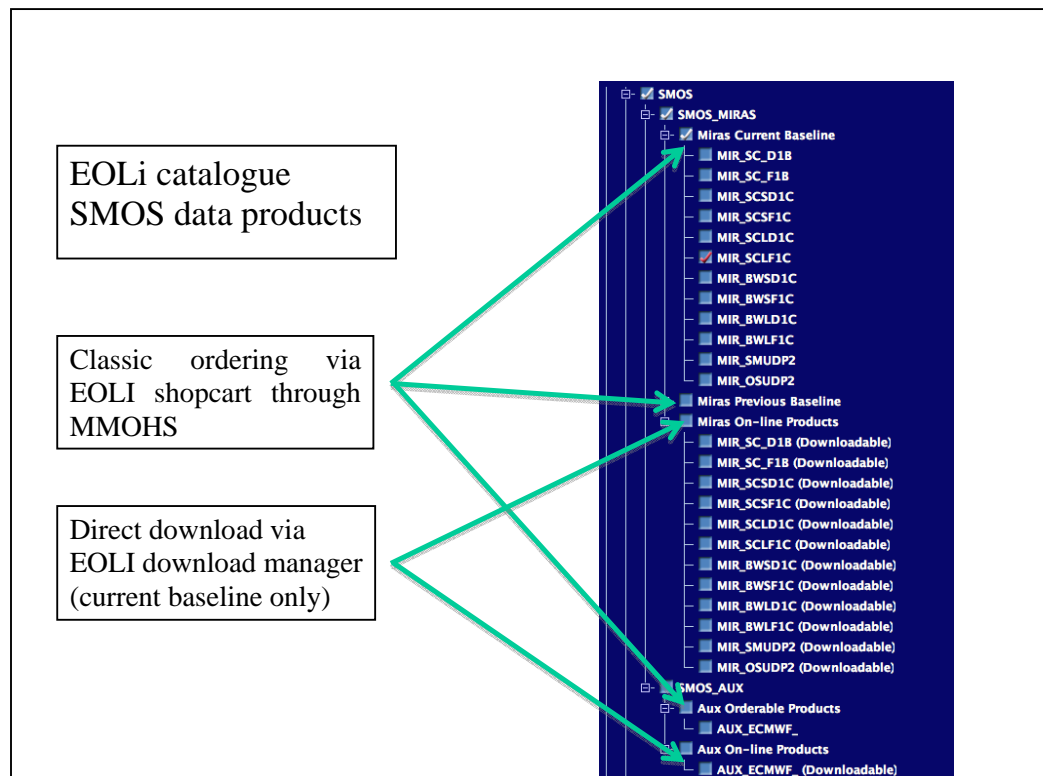 EOLi catalogue
SMOS data products
Classic ordering via
EOLI shopcart through
MMOHS
Direct download via
EOLI download manager
(current baseline only)
SMOS
SMOS_MIRAS
Miras Current Baseline
MIR_SC_D1B
MIR_SC_F1B
MIR_SCSD1C
MIR_SCSF1C
MIR_SCLD1C
MIR_SCLF1C
MIR_BWSD1C
MIR_BWSF1C
MIR_BWLD1C
MIR_BWLF1C
MIR_SMUDP2
MIR_OSUDP2
Miras Previous Baseline
Miras On-line Products
MIR_SC_D1B (Downloadable)
MIR_SC_F1B (Downloadable)
MIR_SCSD1C (Downloadable)
MIR_SCSF1C (Downloadable)
MIR_SCLD1C (Downloadable)
MIR_SCLF1C (Downloadable)
MIR_BWSD1C (Downloadable)
MIR_BWSF1C (Downloadable)
MIR_BWLD1C (Downloadable)
MIR_BWLF1C (Downloadable)
MIR_SMUDP2 (Downloadable)
MIR_OSUDP2 (Downloadable)
SMOS_AUX
Aux Orderable Products
AUX_ECMWF_
Aux On-line Products
AUX_ECMWF_ (Downloadable)